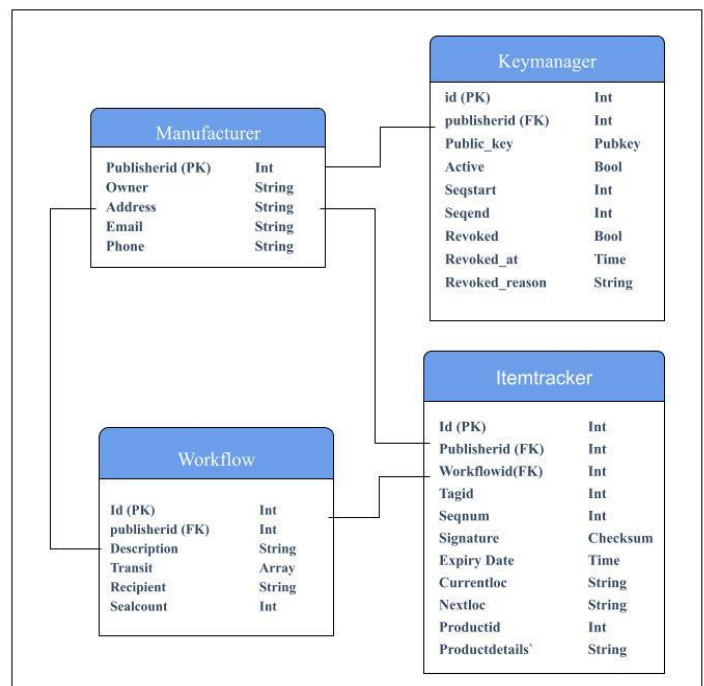 Manufacturer
Publisherid (PK) Int
Owner String
Address String
Email String
Phone String
Keymanager
id (PK) Int
publisherid (FK) Int
Public_key Pubkey
Active Bool
Seqstart Int
Seqend Int
Revoked Bool
Revoked_at Time
Revoked_reason String
Workflow
Id (PK) Int
publisherid (FK) Int
Description String
Transit Array
Recipient String
Sealcount Int
Itemtracker
Id (PK) Int
Publisherid (FK) Int
Workflowid(FK) Int
Tagid Int
Seqnum Int
Signature Checksum
Expiry Date Time
Currentloc String
Nextloc String
Productid Int
Productdetails` String